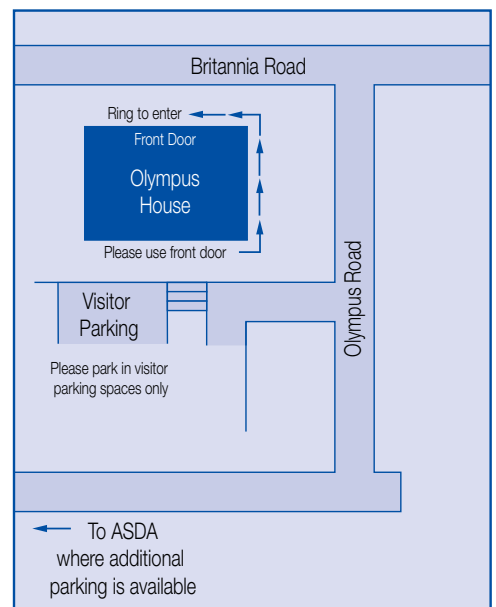 Britannia Road
Ring to enter
Front Door
Olympus
House
Please use front door
Olympus Road
Visitor
Parking
Please park in visitor
parking spaces only
To ASDA
where additional
parking is available